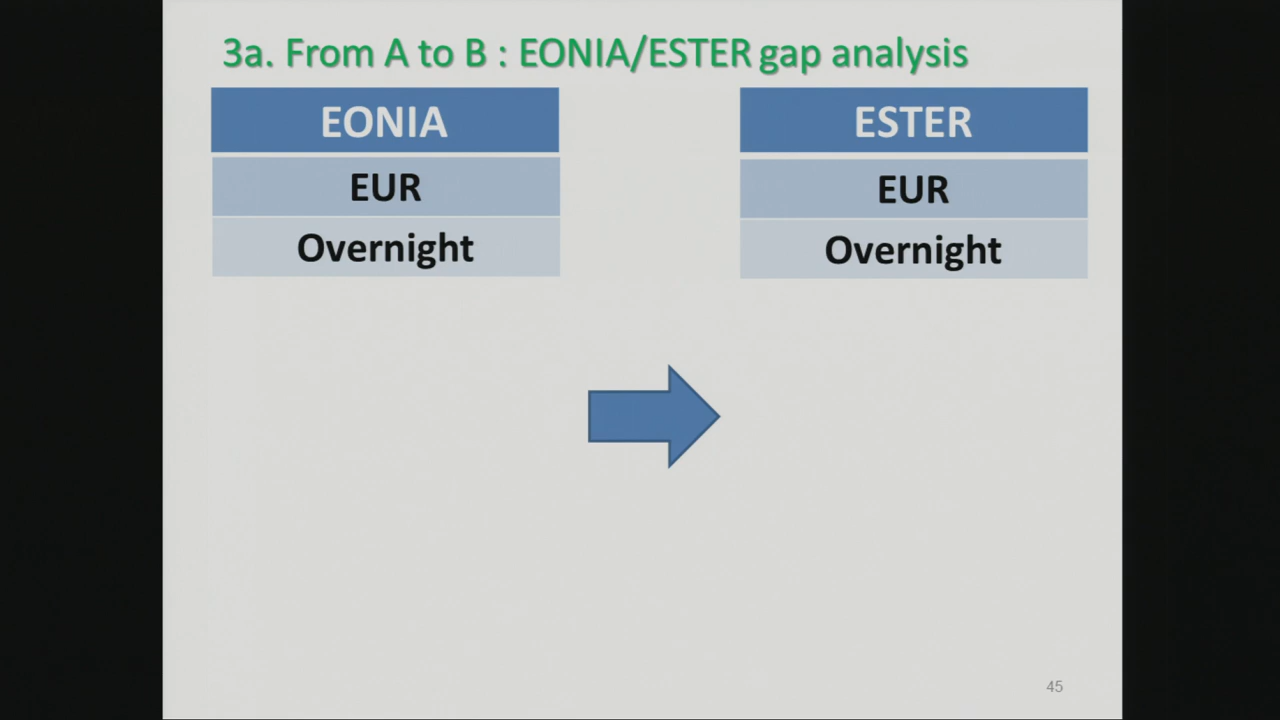 3a. From A to B : EONIA/ESTER gap analysis
EONIA
ESTER
EUR
EUR
Overnight
Overnight
45